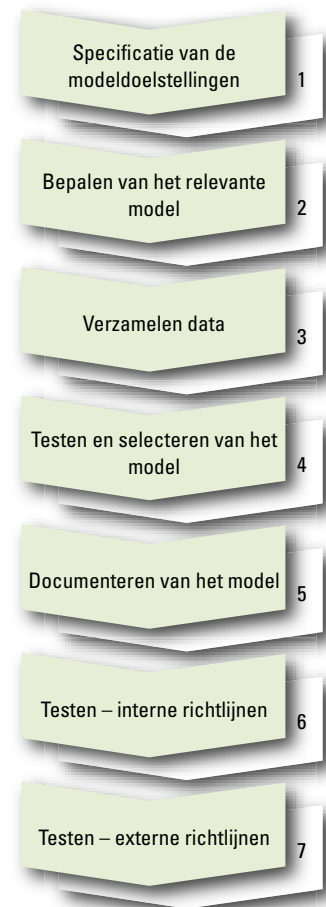 Specificatie van de
modeldoelstellingen
1
Bepalen van het relevante
model
2
Verzamelen data
3
Testen en selecteren van het
model
4
Documenteren van het model
5
Testen – interne richtlijnen
6
Testen – externe richtlijnen
7